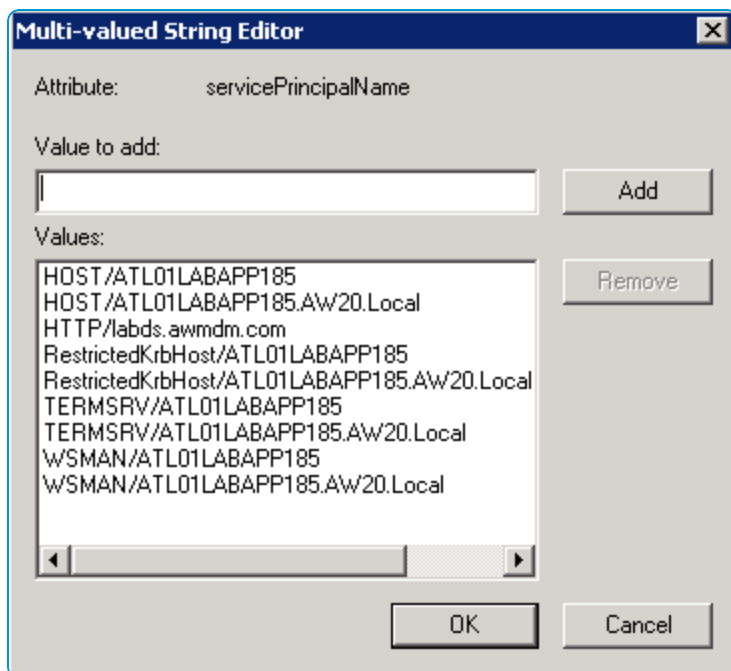 Multi-valued String Editor
Attribute: servicePrincipalName
Value to add:
Add
Values:
HOST/ATL01LABAPP185
HOST/ATL01LABAPP185.AW20.Local
HTTP/labds.awmdm.com
RestrictedKrbHost/ATL01LABAPP185
RestrictedKrbHost/ATL01LABAPP185.AW20.Local
TERMSRV/ATL01LABAPP185
TERMSRV/ATL01LABAPP185.AW20.Local
WSMAN/ATL01LABAPP185
WSMAN/ATL01LABAPP185.AW20.Local
Remove
OK
Cancel